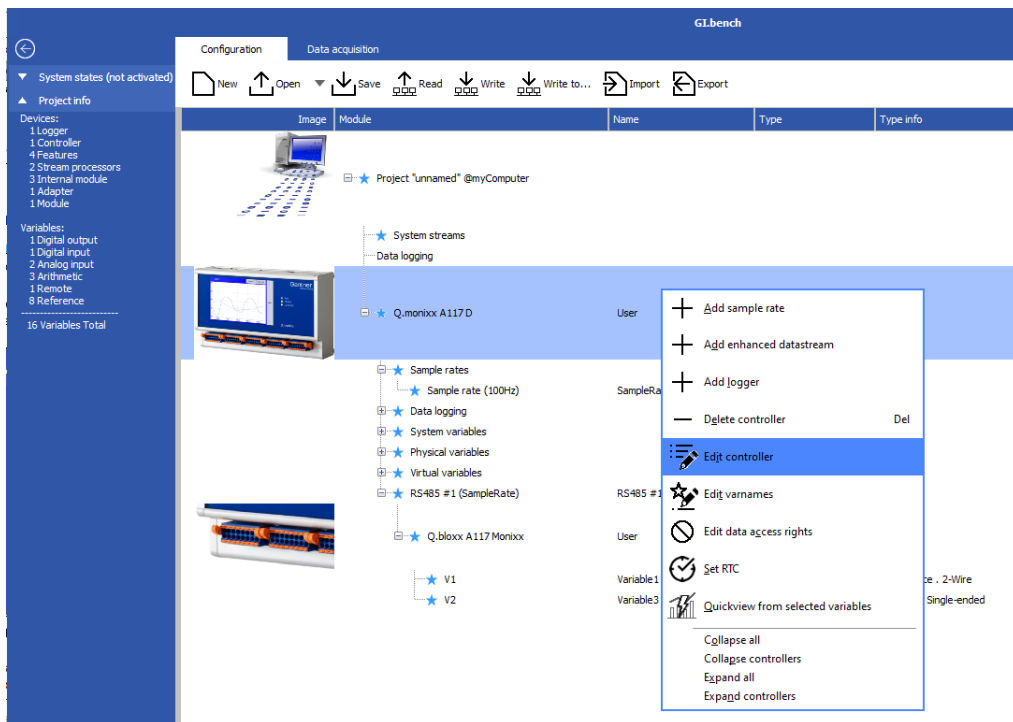 GI.bench
Configuration Data acquisition
System states (not activated)
Project info
Devices:
1 Logger
1 Controller
4 Features
2 Stream processors
3 Internal module
1 Adapter
1 Module
Variables:
1 Digital output
1 Digital input
2 Analog input
3 Arithmetic
1 Remote
8 Reference
16 Variables Total
New Open Save Read Write Write to... Import Export
Image Module Name Type Type info
Project "unnamed" @myComputer
System streams
Data logging
Gantner
Q.monixx A117 D User
Sample rates
Sample rate (100Hz) SampleRa
Data logging
System variables
Physical variables
Virtual variables
RS485 #1 (SampleRate) RS485 #1
Q.bloxx A117 Monixx User
V1 Variable1 . 2-Wire
V2 Variable3 Single-ended
Add sample rate
Add enhanced datastream
Add logger
Delete controller Del
Edit controller
Edit varnames
Edit data access rights
Set RTC
Quickview from selected variables
Collapse all
Collapse controllers
Expand all
Expand controllers